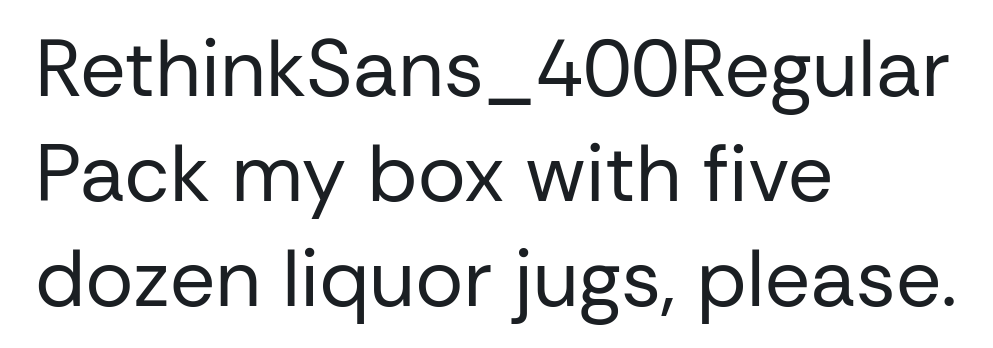 RethinkSans_400Regular
Pack my box with five
dozen liquor jugs, please.